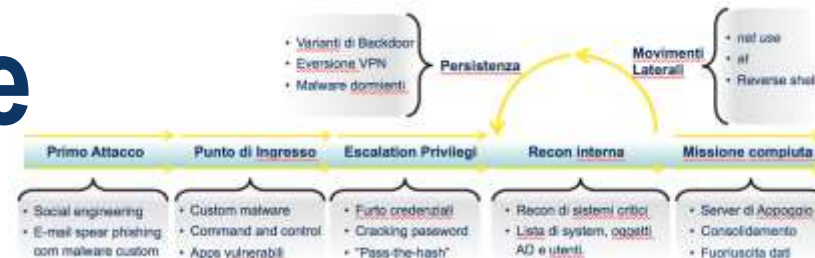 e
• Varianti di Backdoor
• Eversione VPN
• Malware dormienti
Persistenza
Movimenti
Laterali
• net use
• at
• Reverse shel
Primo Attacco
Punto di Ingresso
Escalation Privilegi
Recon interna
Missione compiuta
• Social engineering
• E-mail spear phishing
com malware custom
• Custom malware
• Command and control
• Apps vulnerabili
• Furto credenziali
• Cracking password
• "Pass-the-hash"
• Recon di sistemi critici
• Lista di system, oggetti
AD e utenti
• Server di Appoggio
• Consolidamento
• Fuoriuscita dati